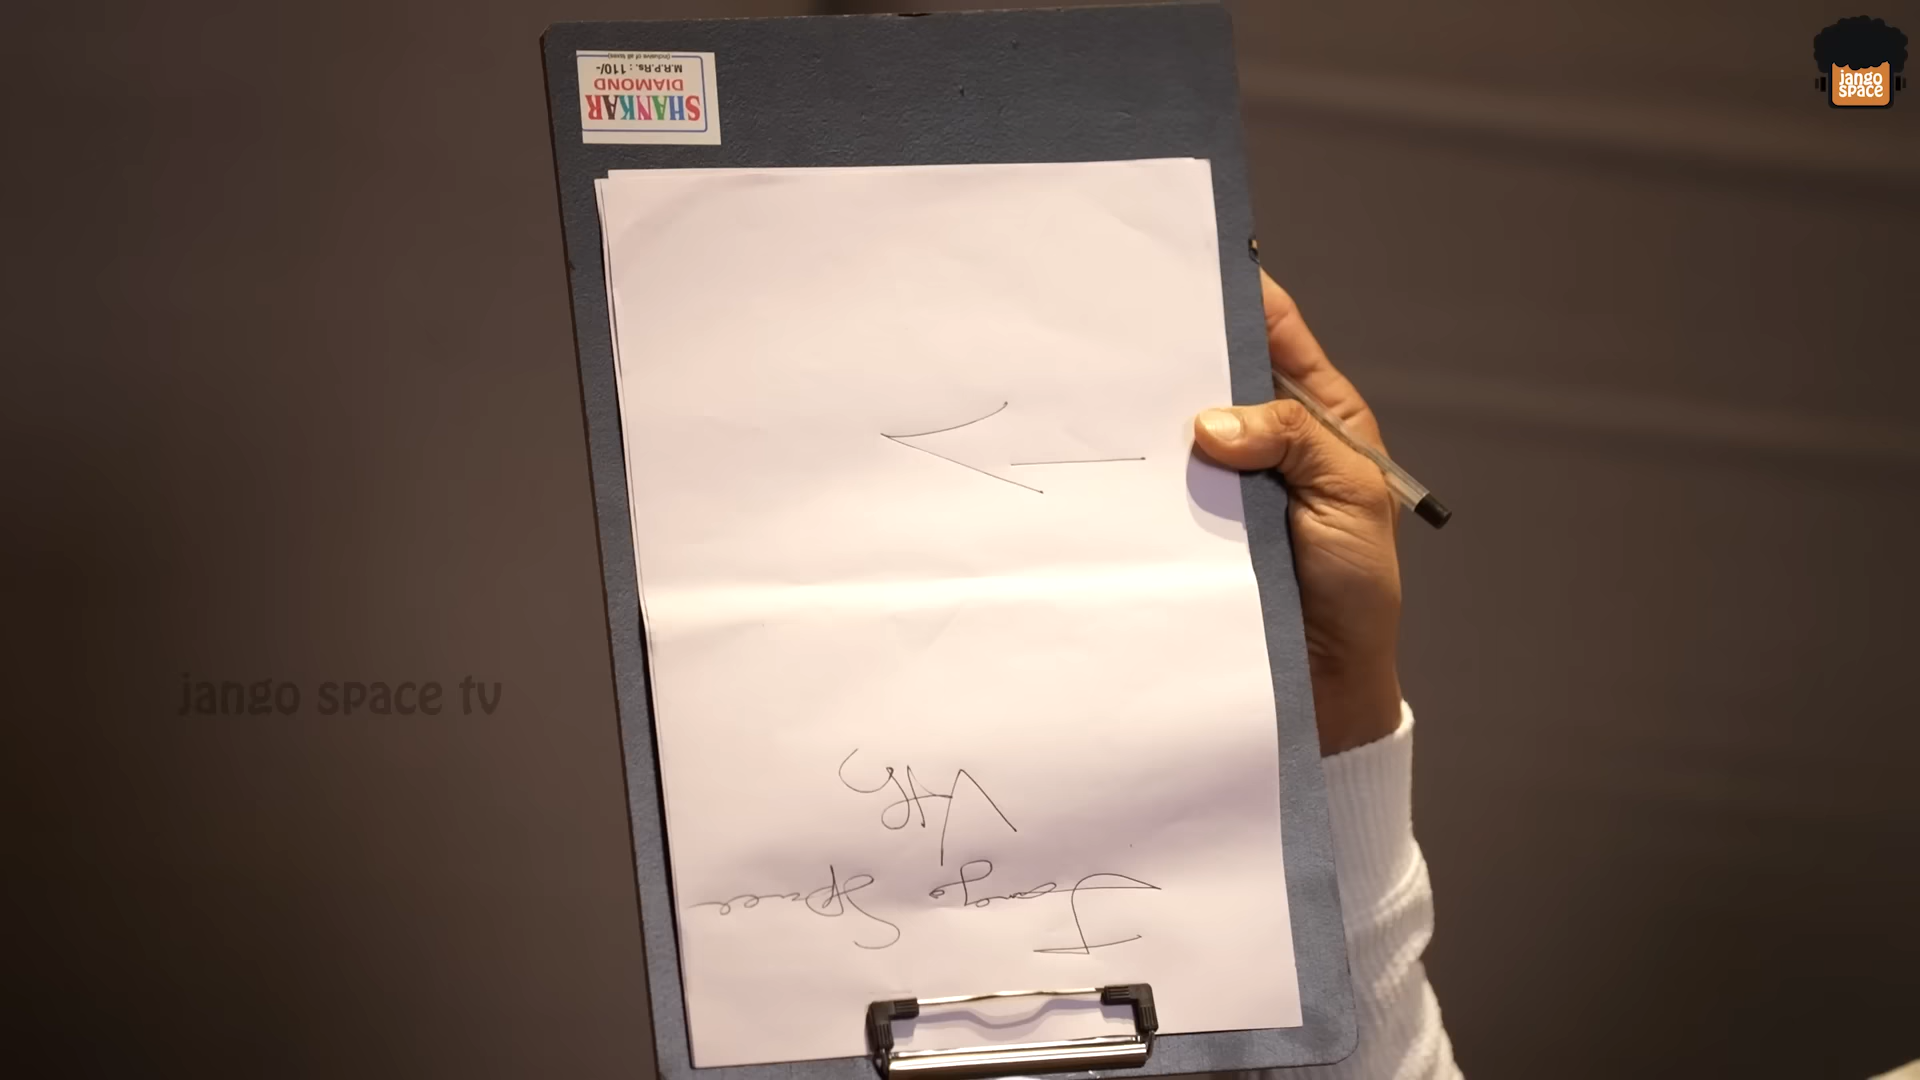 jango
space
SHANKAR
DIAMOND
M.R.P.Rs. : 110/-
(Inclusive of all taxes)
Jango Space
jango space tv